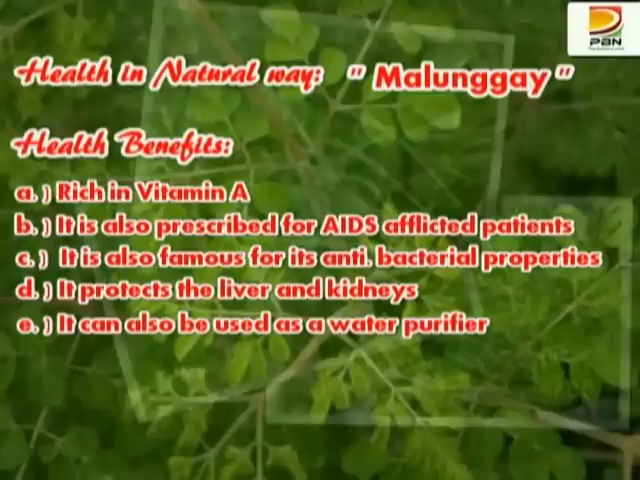 PBN
Health in Natural way: " Malunggay "
Health Benefits:
a. ) Rich in Vitamin A
b. ) It is also prescribed for AIDS afflicted patients
c. ) It is also famous for its anti. bacterial properties
d. ) It protects the liver and kidneys
e. ) It can also be used as a water purifier